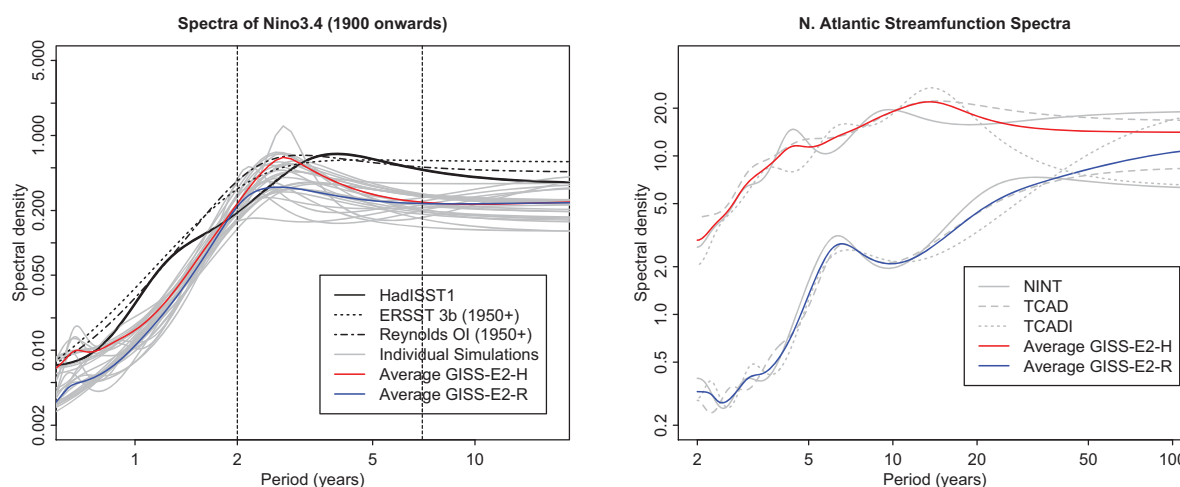 Spectra of Nino3.4 (1900 onwards)
Spectral density
5.000
1.000
0.200
0.050
0.010
0.002
1
2
5
10
Period (years)
HadISST1
ERSST 3b (1950+)
Reynolds OI (1950+)
Individual Simulations
Average GISS-E2-H
Average GISS-E2-R
N. Atlantic Streamfunction Spectra
Spectral density
20.0
10.0
5.0
2.0
1.0
0.5
0.2
2
5
10
20
50
100
Period (years)
NINT
TCAD
TCADI
Average GISS-E2-H
Average GISS-E2-R